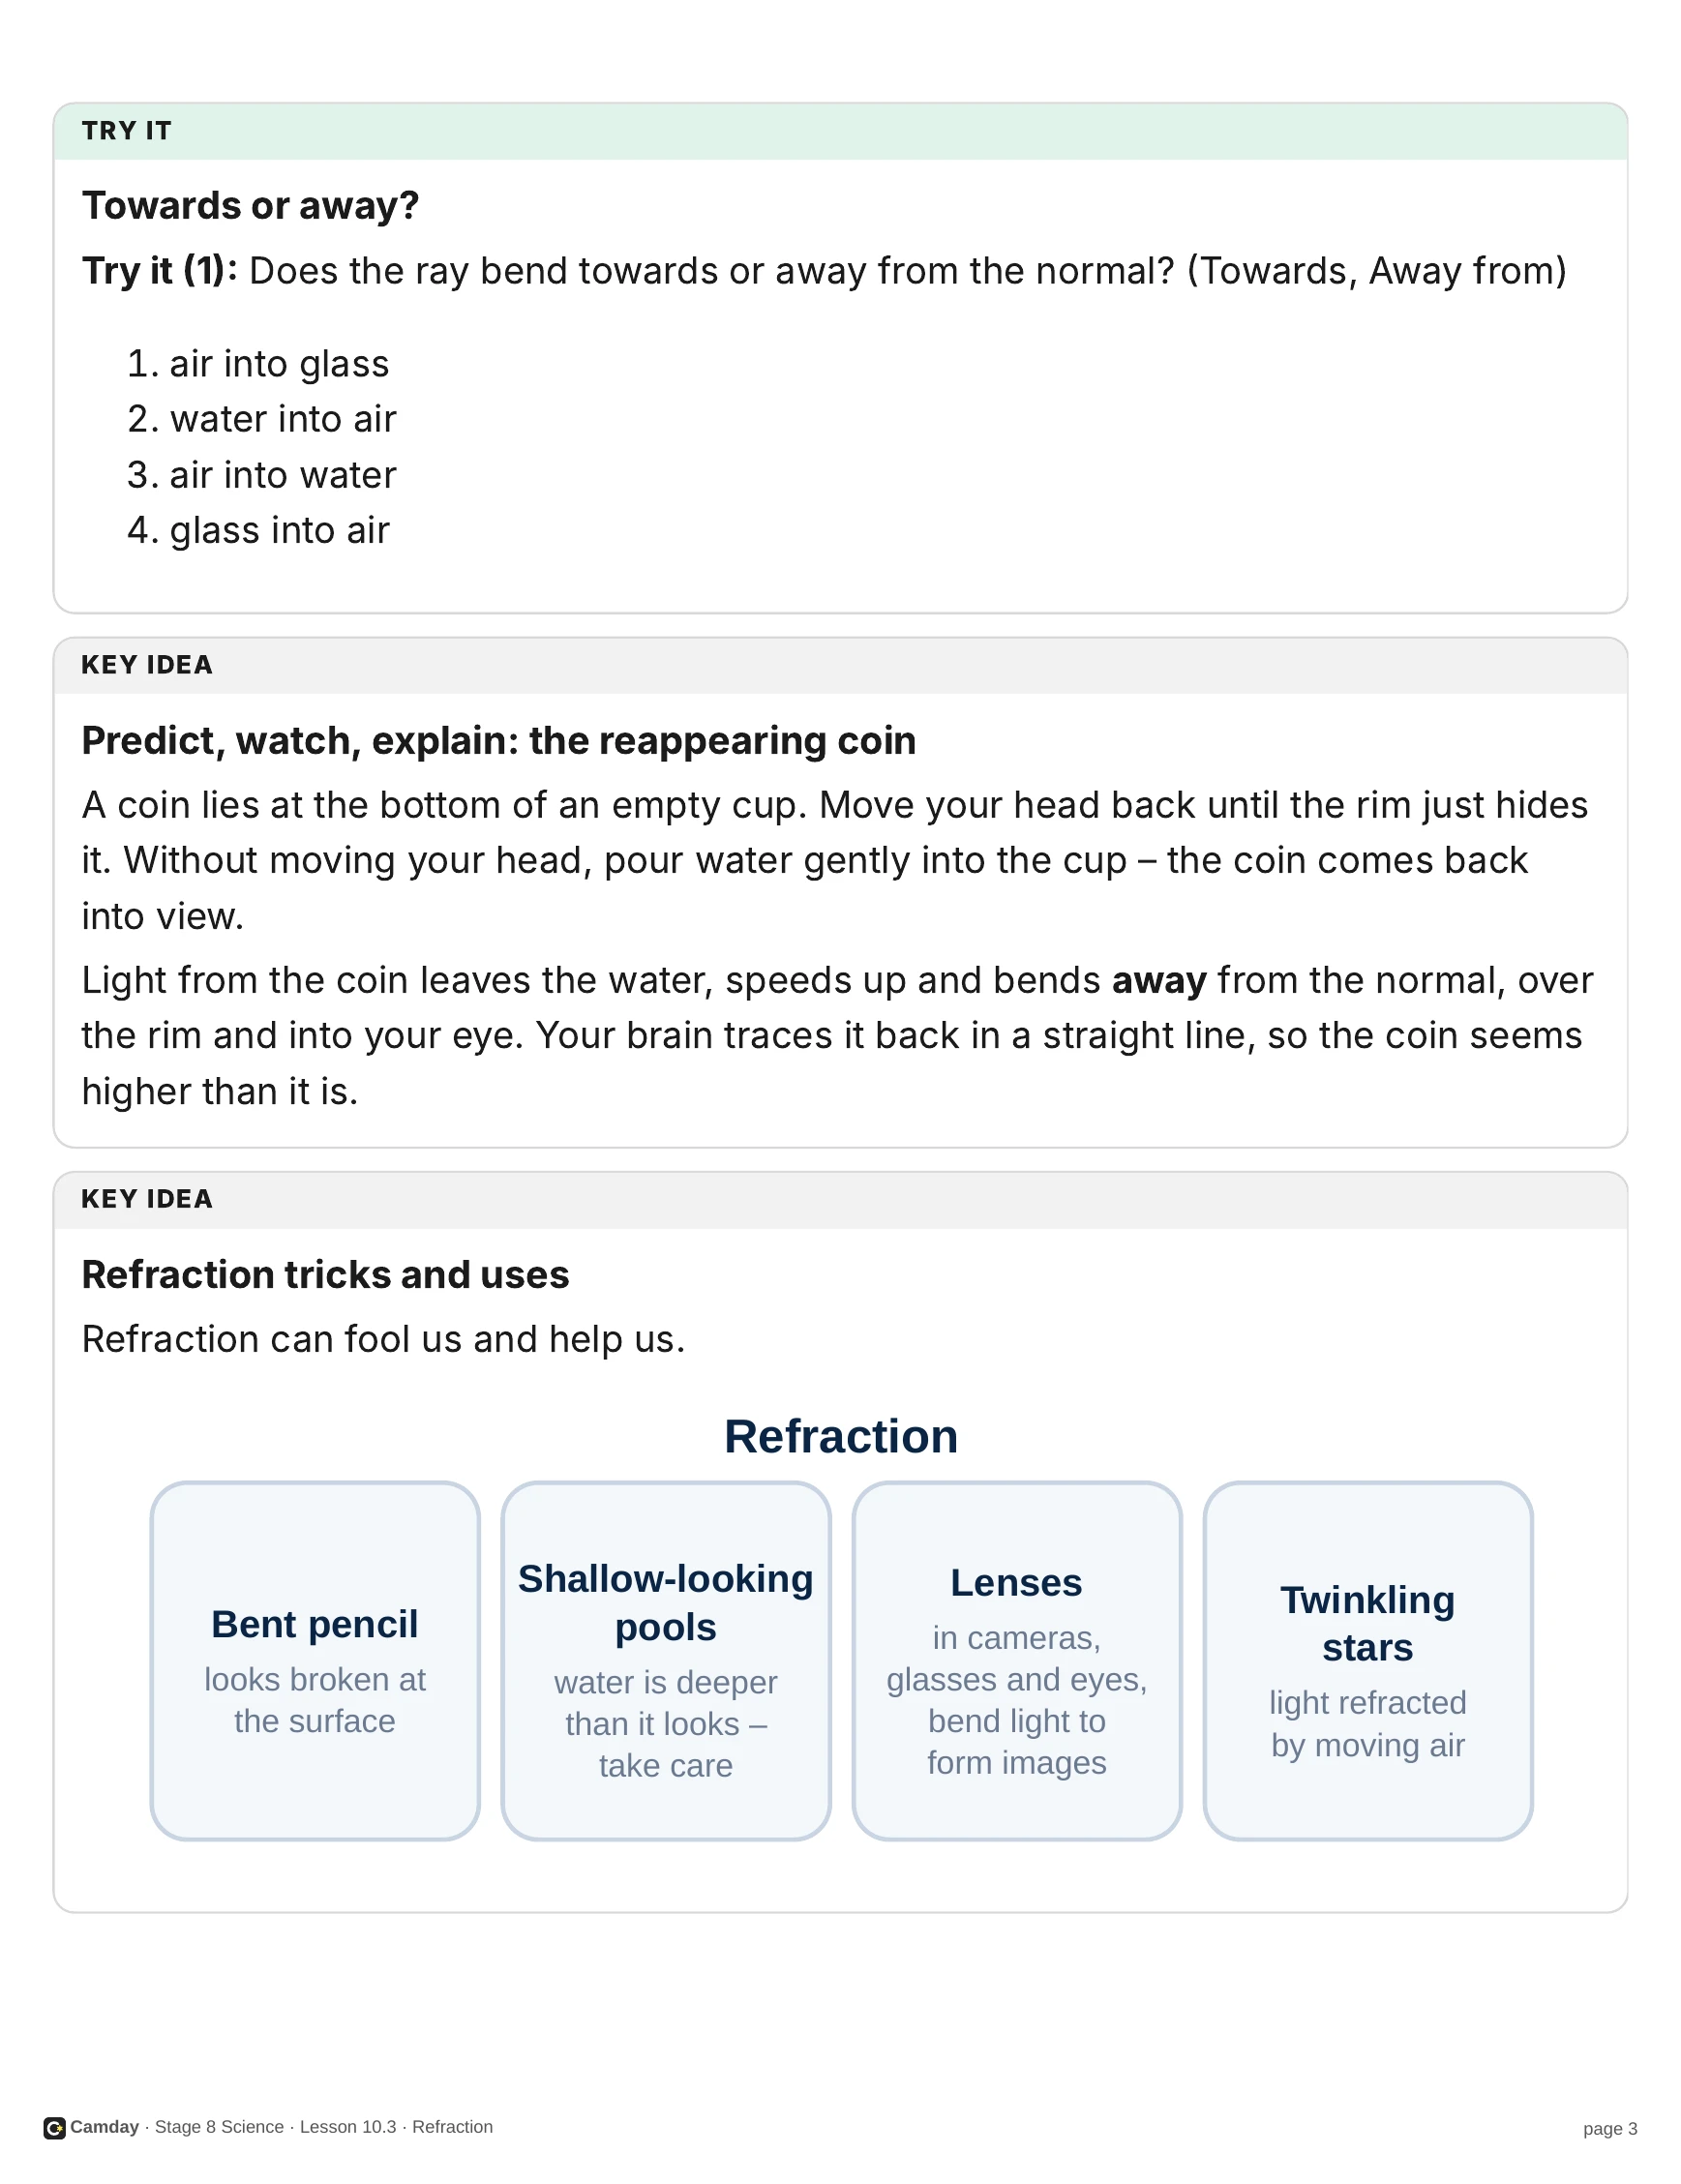 TRY IT
Towards or away?
Try it (1): Does the ray bend towards or away from the normal? (Towards, Away from)
1. air into glass
2. water into air
3. air into water
4. glass into air
KEY IDEA
Predict, watch, explain: the reappearing coin
A coin lies at the bottom of an empty cup. Move your head back until the rim just hides
it. Without moving your head, pour water gently into the cup – the coin comes back
into view.
Light from the coin leaves the water, speeds up and bends away from the normal, over
the rim and into your eye. Your brain traces it back in a straight line, so the coin seems
higher than it is.
KEY IDEA
Refraction tricks and uses
Refraction can fool us and help us.
Refraction
Bent pencil
looks broken at
the surface
Shallow-looking
pools
water is deeper
than it looks –
take care
Lenses
in cameras,
glasses and eyes,
bend light to
form images
Twinkling
stars
light refracted
by moving air
Camday · Stage 8 Science · Lesson 10.3 · Refraction
page 3